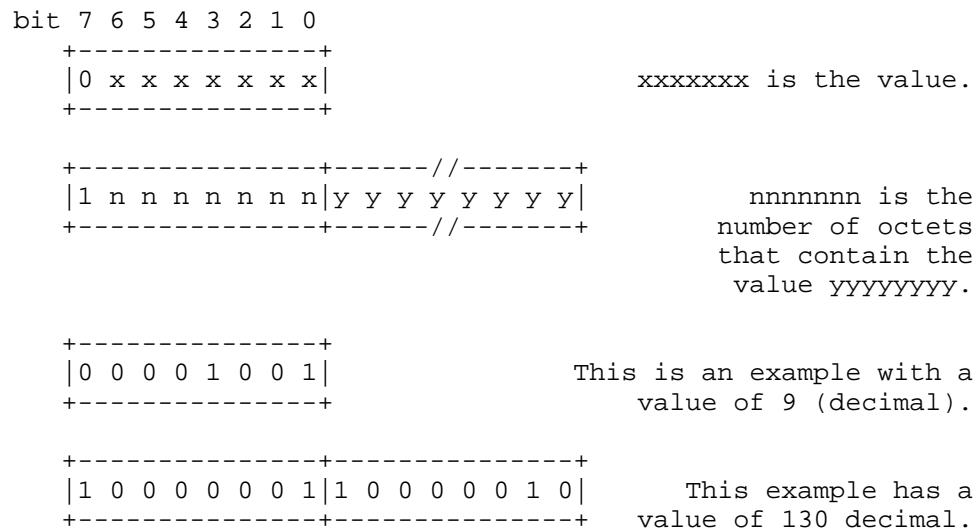 bit 7 6 5 4 3 2 1 0
+---------------+
|0 x x x x x x x| xxxxxxx is the value.
+---------------+
+---------------+------//-------+
|1 n n n n n n n|y y y y y y y y| nnnnnnn is the
+---------------+------//-------+ number of octets
that contain the
value yyyyyyyy.
+---------------+
|0 0 0 0 1 0 0 1| This is an example with a
+---------------+ value of 9 (decimal).
+---------------+---------------+
|1 0 0 0 0 0 0 1|1 0 0 0 0 0 1 0| This example has a
+---------------+---------------+ value of 130 decimal.